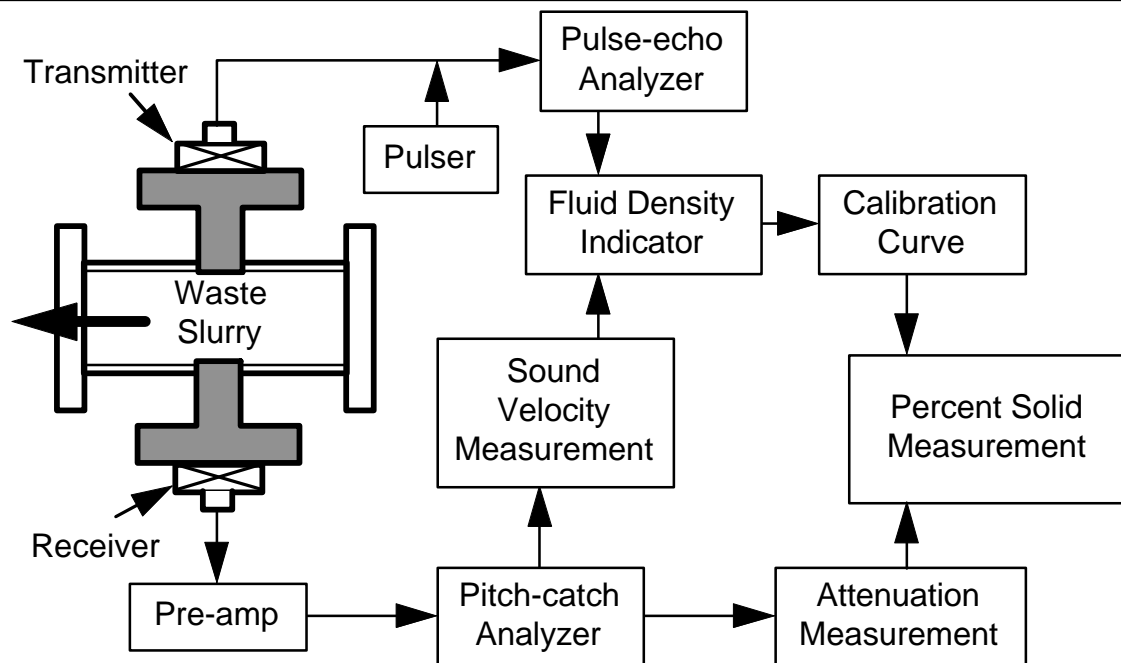 Pulse-echo
Analyzer
Transmitter
Pulser
Fluid Density
Indicator
Calibration
Curve
Waste
Slurry
Sound
Velocity
Measurement
Percent Solid
Measurement
Receiver
Pre-amp
Pitch-catch
Analyzer
Attenuation
Measurement